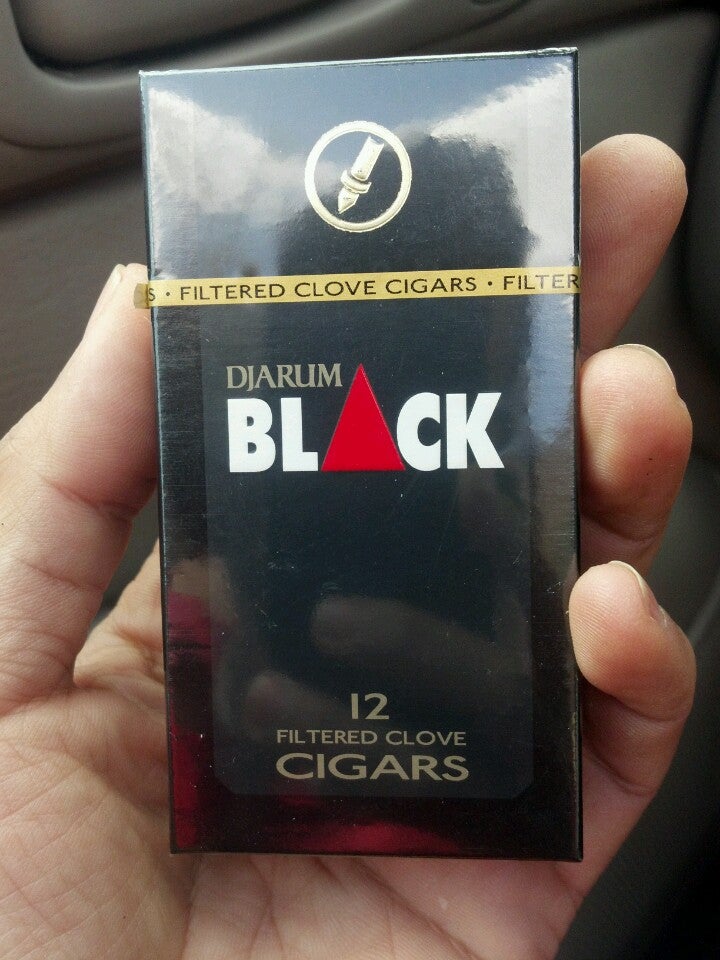 S • FILTERED CLOVE CIGARS • FILTER
DJARUM
BLACK
12
FILTERED CLOVE
CIGARS